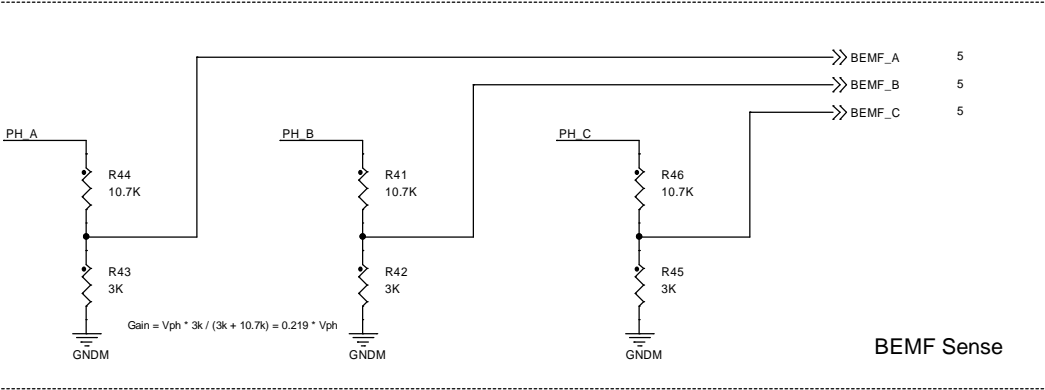 BEMF_A 5
BEMF_B 5
BEMF_C 5
PH_A PH_B PH_C
R44 R41 R46
10.7K 10.7K 10.7K
R43 R42 R45
3K 3K 3K
Gain = Vph * 3k / (3k + 10.7k) = 0.219 * Vph
GNDM GNDM GNDM
BEMF Sense